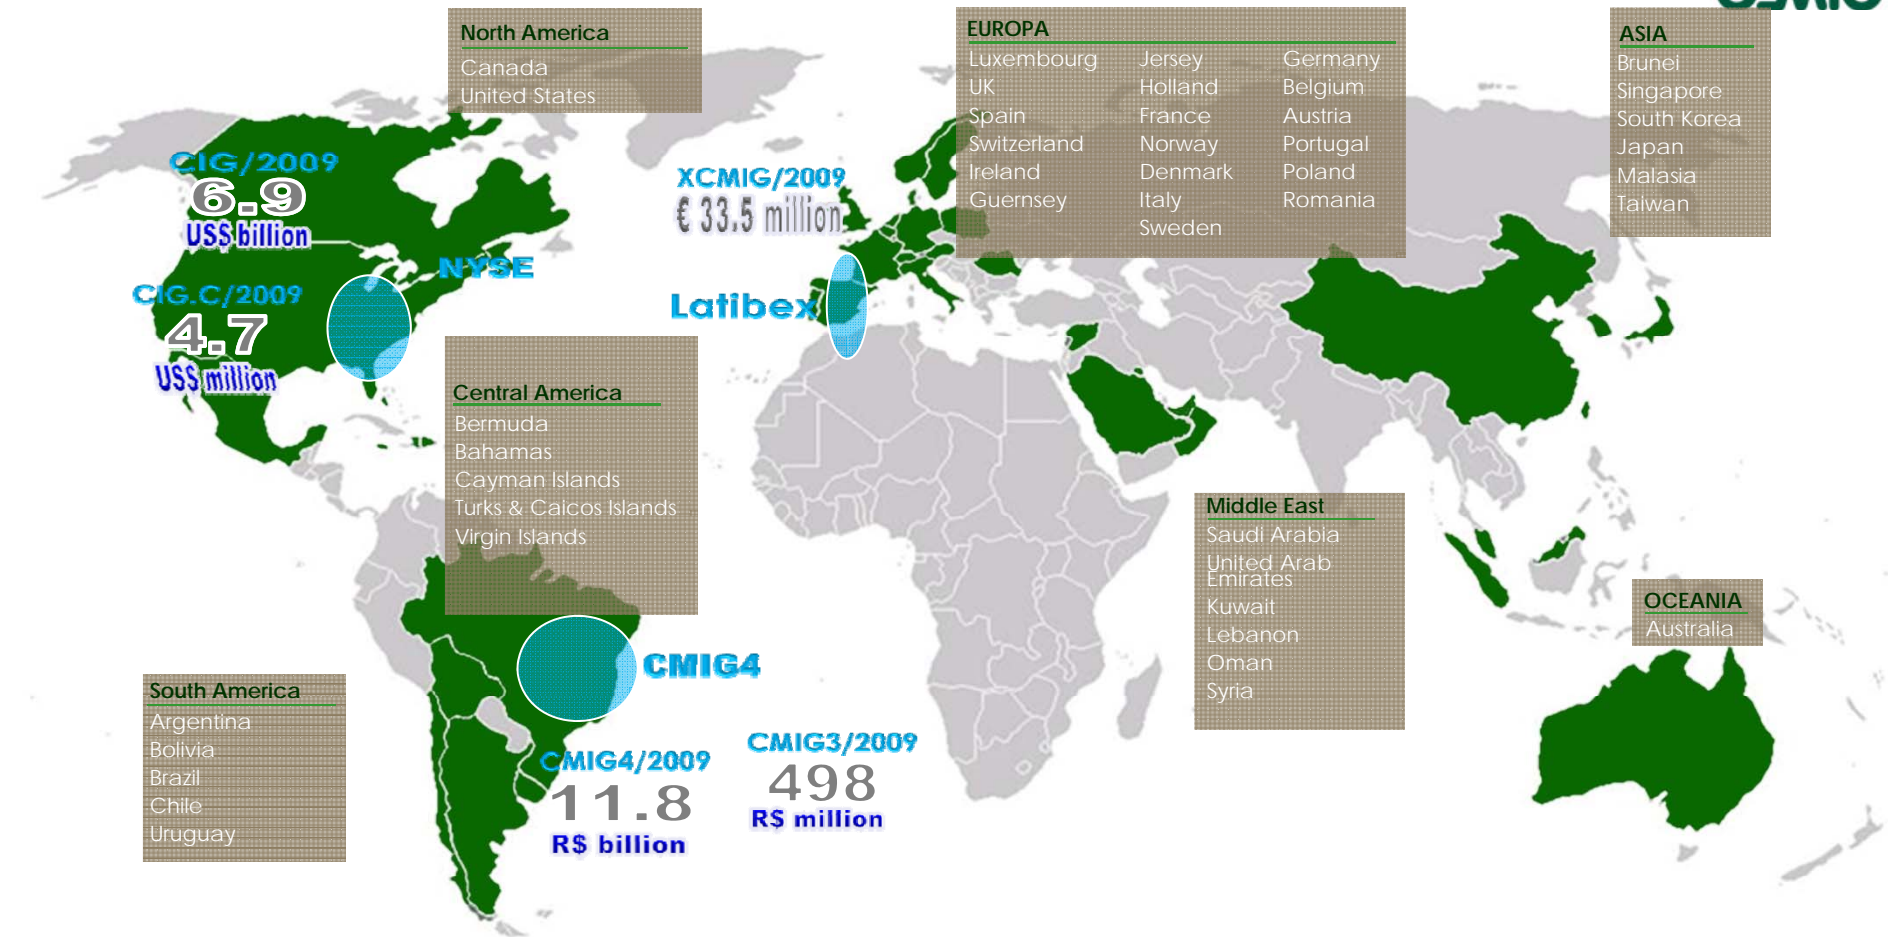 North America
Canada
United States
EUROPA
Luxembourg
UK
Spain
Switzerland
Ireland
Guernsey
Jersey
Holland
France
Norway
Denmark
Italy
Sweden
Germany
Belgium
Austria
Portugal
Poland
Romania
ASIA
Brunei
Singapore
South Korea
Japan
Malasia
Taiwan
CIG/2009
6.9
US$ billion
NYSE
CIG.C/2009
4.7
US$ million
XCMIG/2009
€ 33.5 million
Latibex
Central America
Bermuda
Bahamas
Cayman Islands
Turks & Caicos Islands
Virgin Islands
Middle East
Saudi Arabia
United Arab
Emirates
Kuwait
Lebanon
Oman
Syria
OCEANIA
Australia
South America
Argentina
Bolivia
Brazil
Chile
Uruguay
CMIG4
CMIG4/2009
11.8
R$ billion
CMIG3/2009
498
R$ million